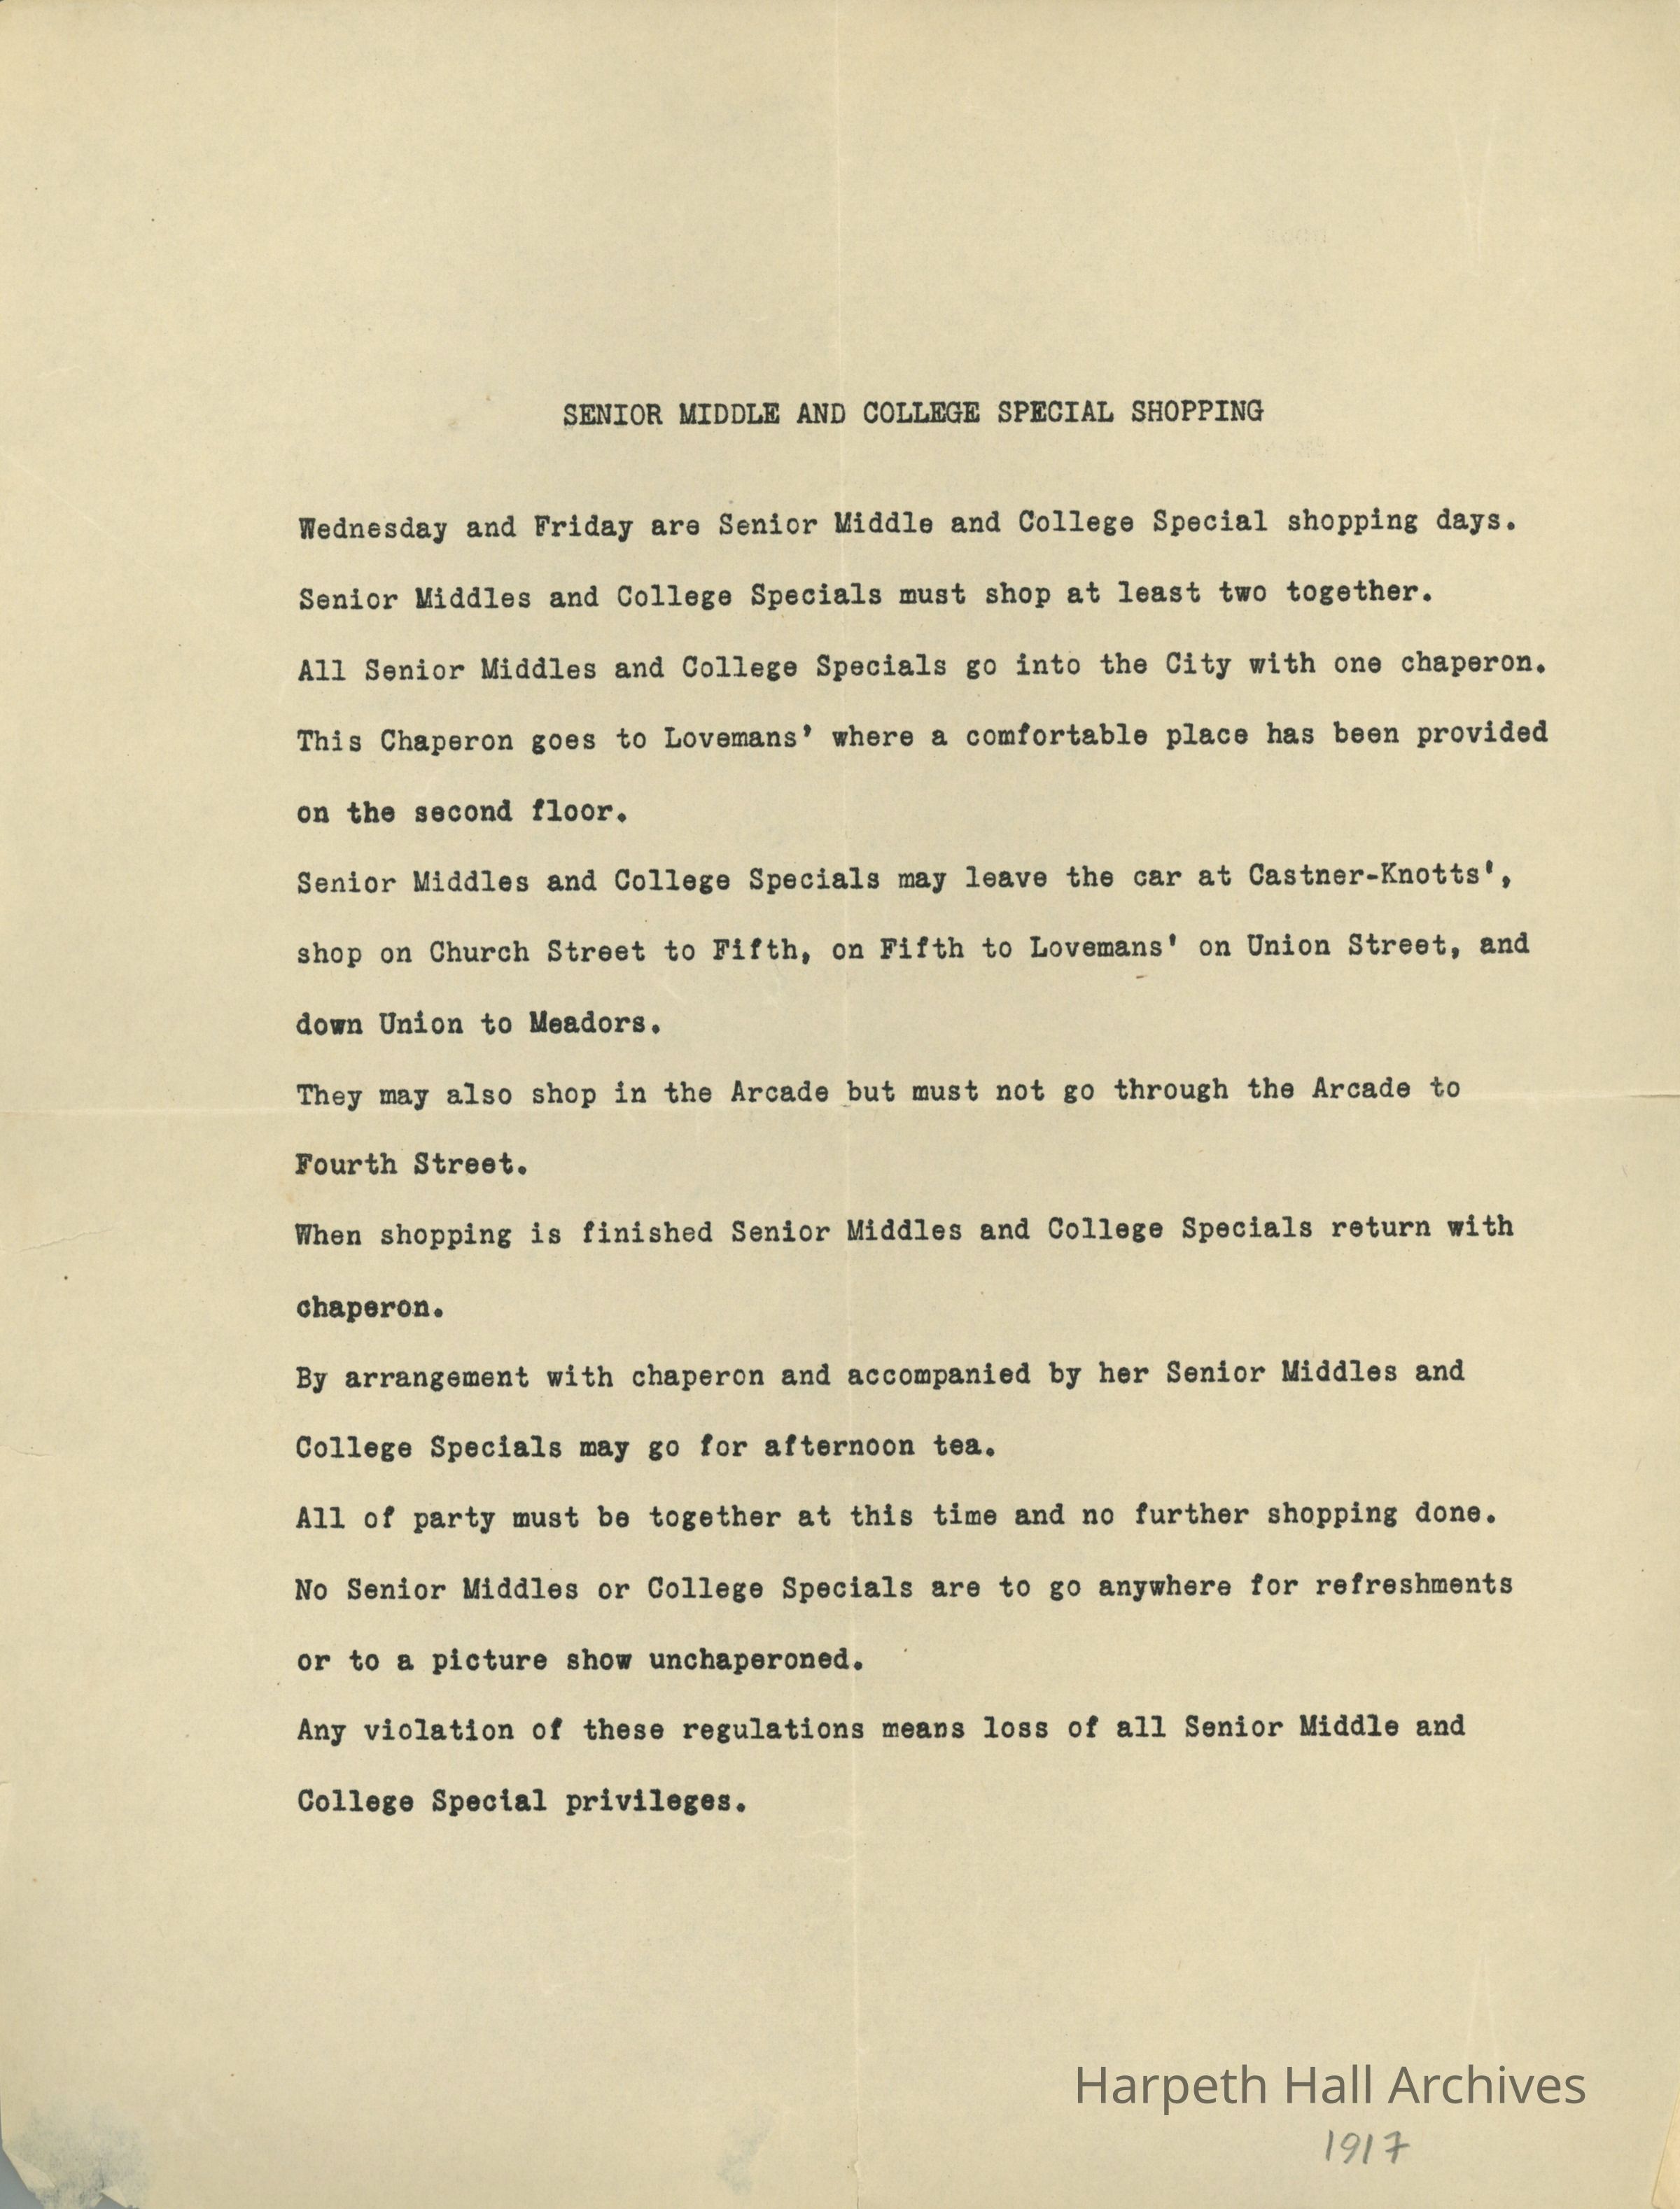 SENIOR MIDDLE AND COLLEGE SPECIAL SHOPPING
Wednesday and Friday are Senior Middle and College Special shopping days.
Senior Middles and College Specials must shop at least two together.
All Senior Middles and College Specials go into the City with one chaperon.
This Chaperon goes to Lovemans' where a comfortable place has been provided
on the second floor.
Senior Middles and College Specials may leave the car at Castner-Knotts',
shop on Church Street to Fifth, on Fifth to Lovemans' on Union Street, and
down Union to Meadors.
They may also shop in the Arcade but must not go through the Arcade to
Fourth Street.
When shopping is finished Senior Middles and College Specials return with
chaperon.
By arrangement with chaperon and accompanied by her Senior Middles and
College Specials may go for afternoon tea.
All of party must be together at this time and no further shopping done.
No Senior Middles or College Specials are to go anywhere for refreshments
or to a picture show unchaperoned.
Any violation of these regulations means loss of all Senior Middle and
College Special privileges.
Harpeth Hall Archives
1917